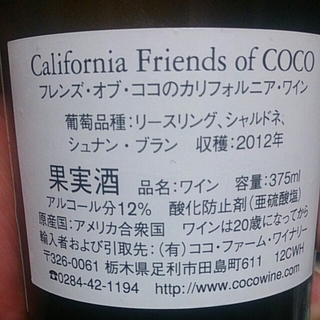 California Friends of COCO
フレンズ・オブ・ココのカリフォルニア・ワイン
葡萄品種：リースリング、シャルドネ、
シュナン・ブラン　収穫：2012年
果実酒　品名：ワイン　容量：375ml
アルコール分12%　酸化防止剤（亜硫酸塩）
原産国：アメリカ合衆国　ワインは20歳になってから
輸入者および引取先：（有）ココ・ファーム・ワイナリー
〒326-0061　栃木県足利市田島町611　12CWH
☎0284-42-1194　http://www.cocowine.com